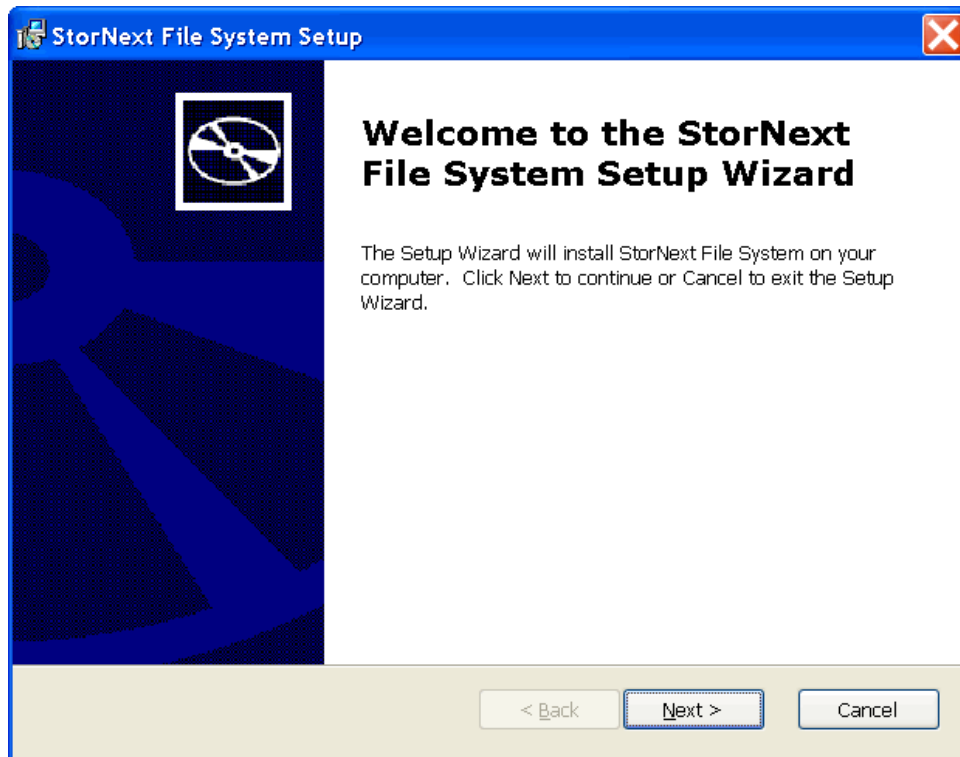 StorNext File System Setup
Welcome to the StorNext
File System Setup Wizard
The Setup Wizard will install StorNext File System on your
computer.  Click Next to continue or Cancel to exit the Setup
Wizard.
< Back
Next >
Cancel